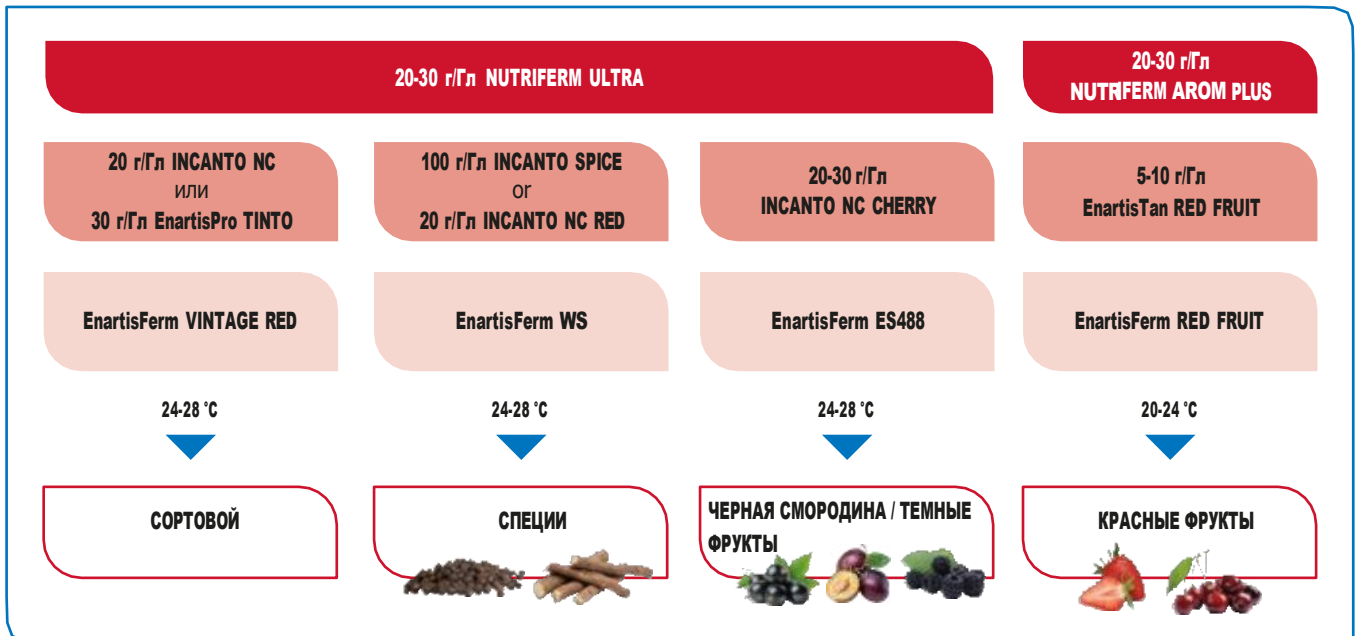 20-30 г/Гл NUTRIFERM ULTRA
20-30 г/Гл
NUTRIFERM AROM PLUS
20 г/Гл INCANTO NC
или
30 г/Гл EnartisPro TINTO
100 г/Гл INCANTO SPICE
or
20 г/Гл INCANTO NC RED
20-30 г/Гл
INCANTO NC CHERRY
5-10 г/Гл
EnartisTan RED FRUIT
EnartisFerm VINTAGE RED
EnartisFerm WS
EnartisFerm ES488
EnartisFerm RED FRUIT
24-28 °C
24-28 °C
24-28 °C
20-24 °C
СОРТОВОЙ
СПЕЦИИ
ЧЕРНАЯ СМОРОДИНА / ТЕМНЫЕ
ФРУКТЫ
КРАСНЫЕ ФРУКТЫ